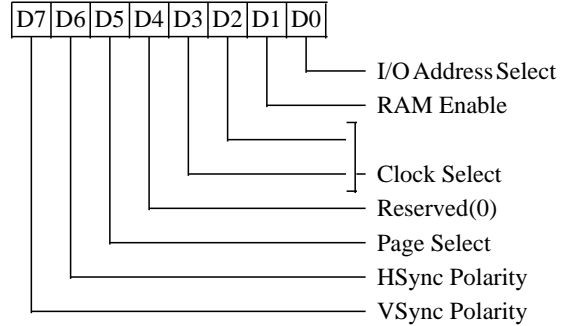 D7 D6 D5 D4 D3 D2 D1 D0
I/O Address Select
RAM Enable
Clock Select
Reserved(0)
Page Select
HSync Polarity
VSync Polarity